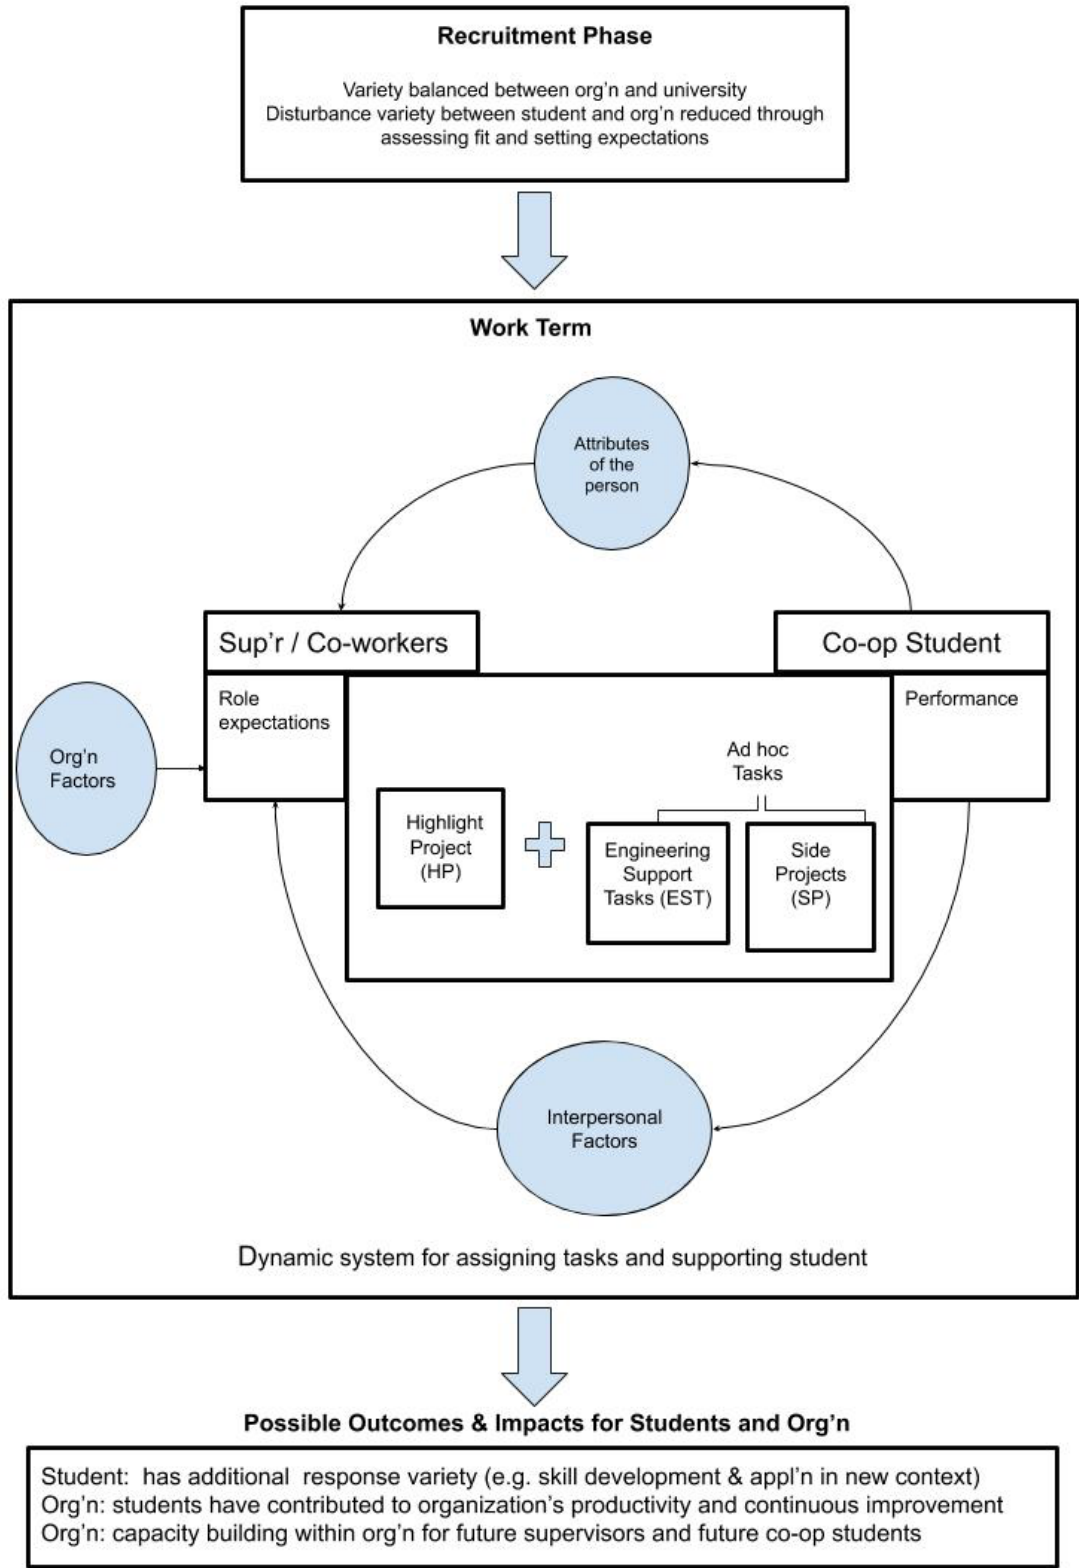 Recruitment Phase
Variety balanced between org'n and university
Disturbance variety between student and org'n reduced through
assessing fit and setting expectations
Work Term
Attributes
of the
person
Sup'r / Co-workers
Co-op Student
Role
expectations
Performance
Org'n
Factors
Ad hoc
Tasks
Highlight
Project
(HP)
Engineering
Support
Tasks (EST)
Side
Projects
(SP)
Interpersonal
Factors
Dynamic system for assigning tasks and supporting student
Possible Outcomes & Impacts for Students and Org'n
Student:  has additional  response variety (e.g. skill development & appl'n in new context)
Org'n: students have contributed to organization's productivity and continuous improvement
Org'n: capacity building within org'n for future supervisors and future co-op students